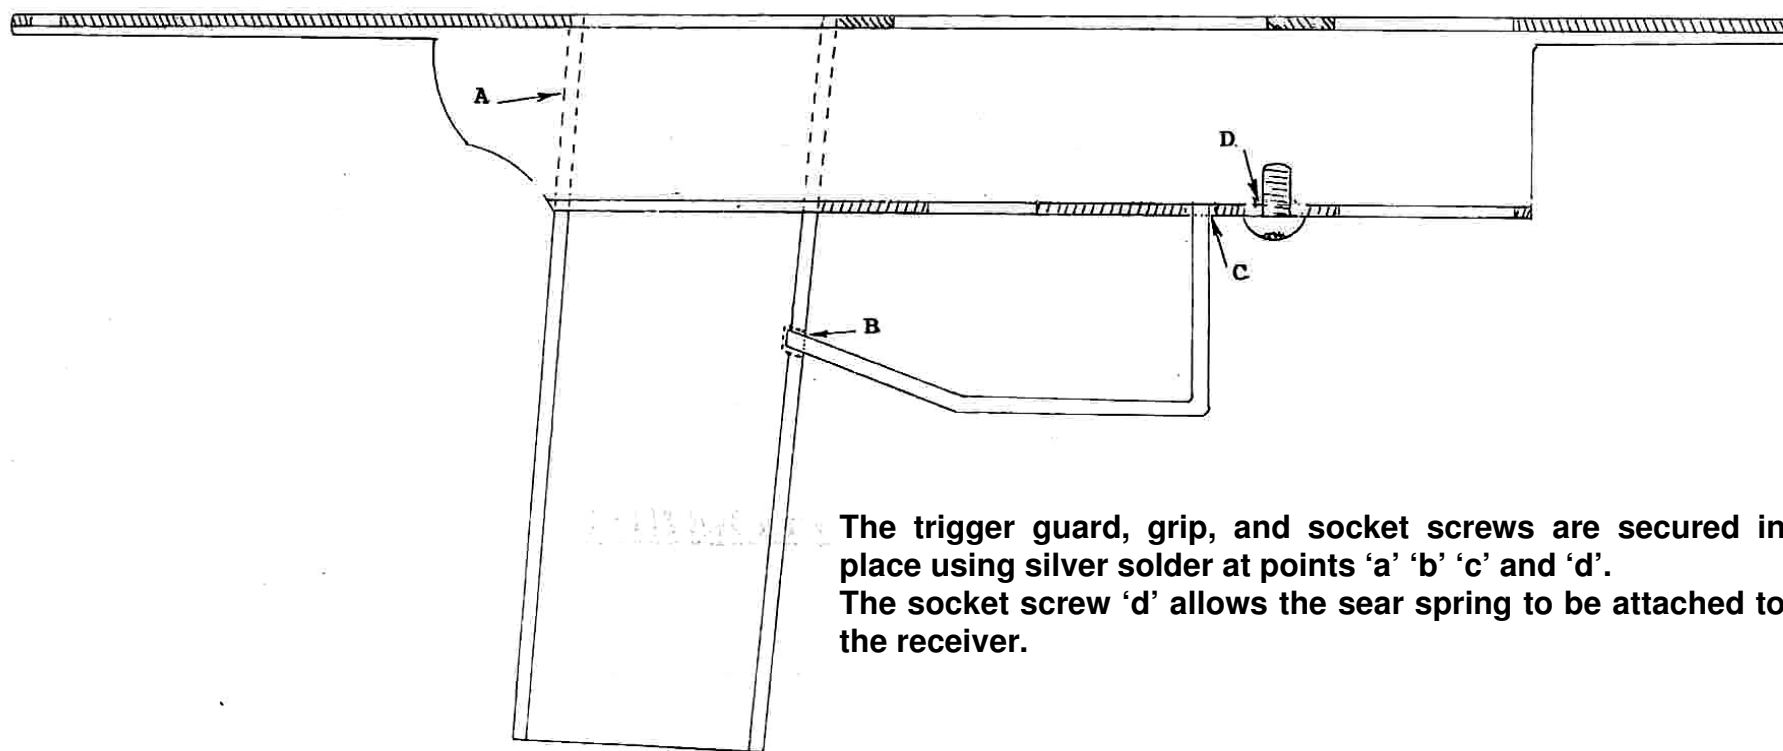 A
D.
C
B
The trigger guard, grip, and socket screws are secured in
place using silver solder at points ‘a’ ‘b’ ‘c’ and ‘d’.
The socket screw ‘d’ allows the sear spring to be attached to
the receiver.